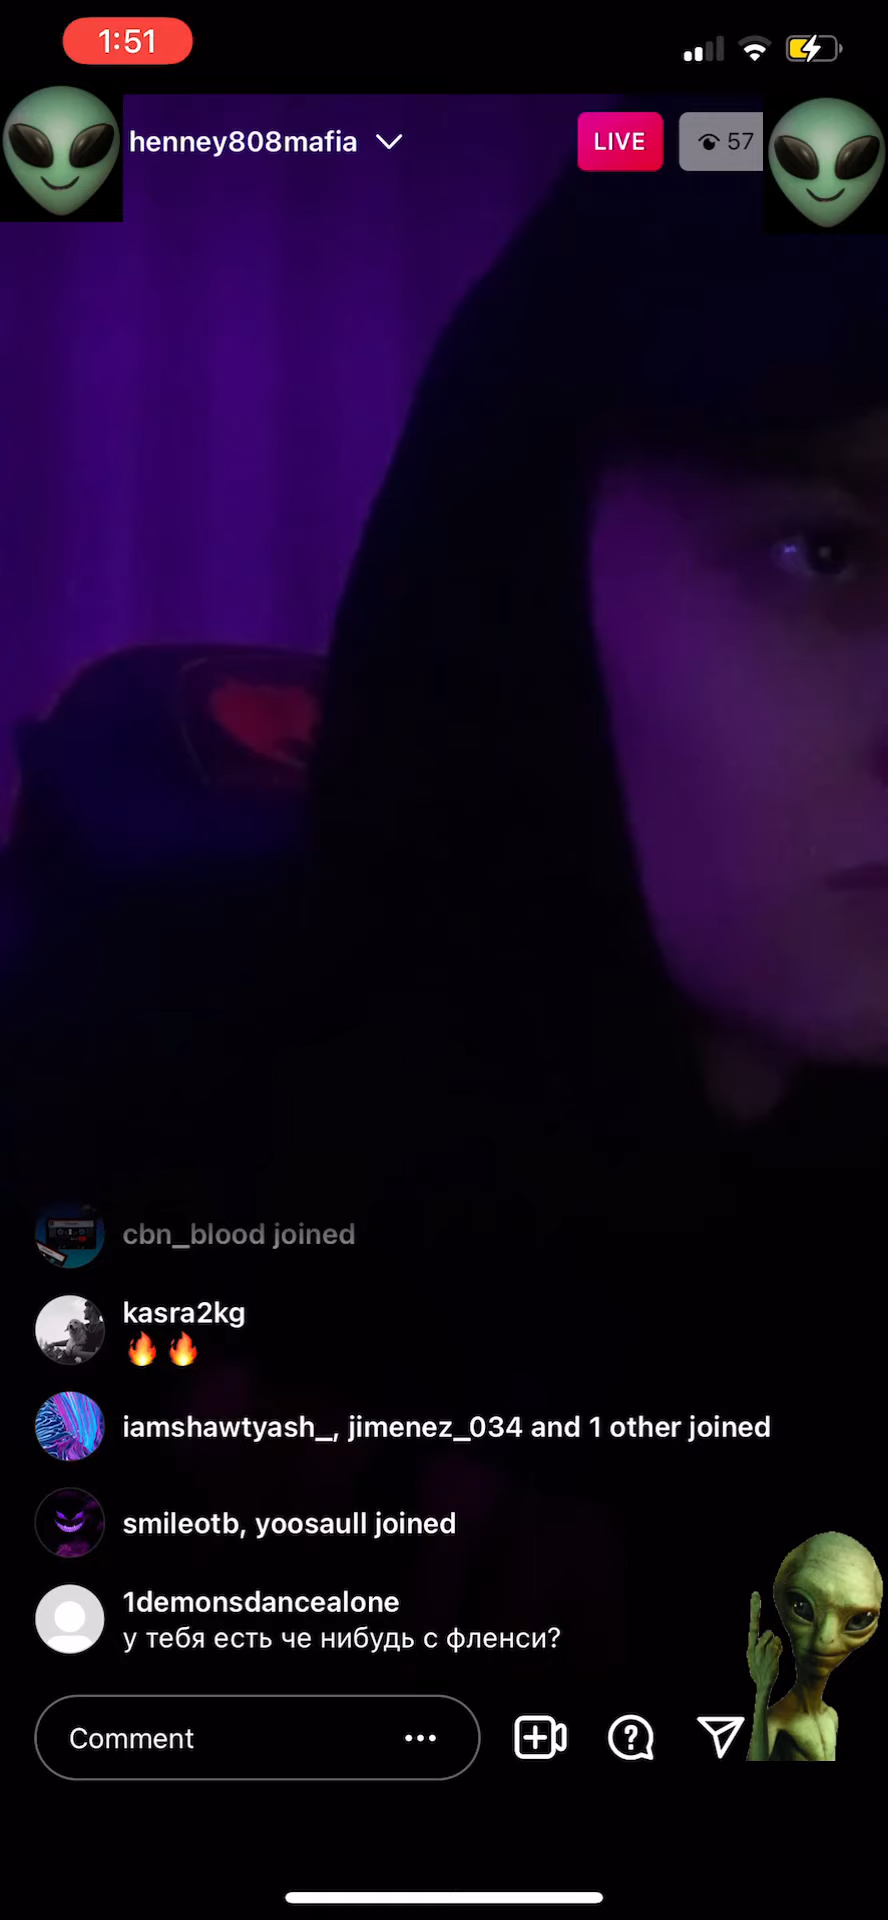 1:51
henney808mafia
LIVE
57
cbn_blood joined
kasra2kg
🔥 🔥
iamshawtyash_, jimenez_034 and 1 other joined
smileotb, yoosaull joined
1demonsdancealone
у тебя есть че нибудь с фленси?
Comment